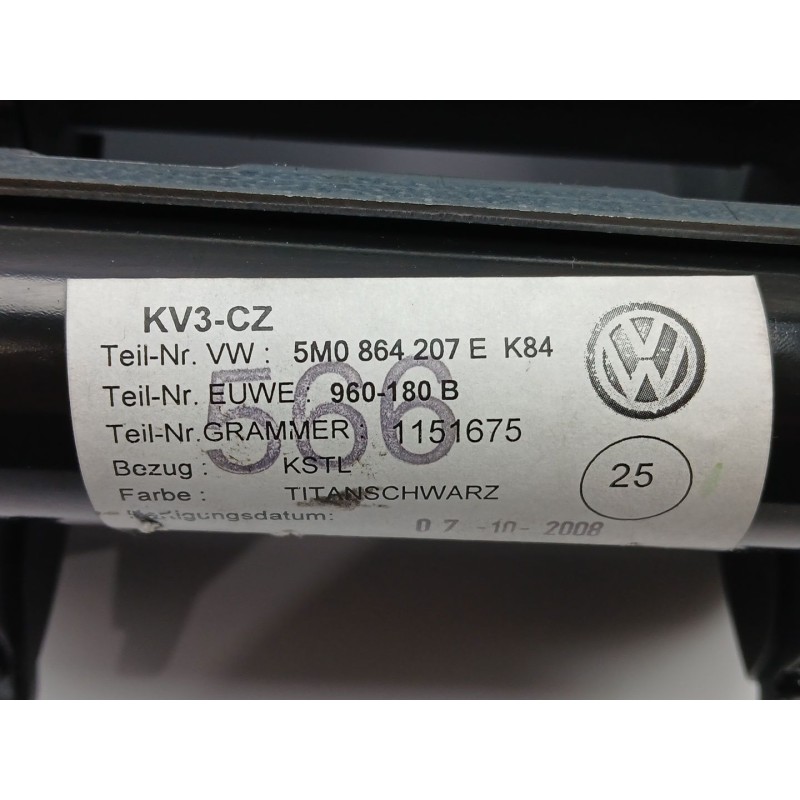 KV3-CZ
Teil-Nr. VW : 5M0 864 207 E K84
Teil-Nr. EUWE : 960-180 B
566
Teil-Nr.GRAMMER : 1151675
Bezug : KSTL
Farbe : TITANSCHWARZ
25
07 -10- 2008
VW